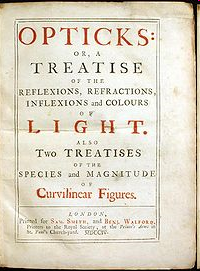 OPTICKS:
OR, A
TREATISE
OF THE
REFLEXIONS, REFRACTIONS,
INFLEXIONS and COLOURS
OF
LIGHT.
ALSO
Two TREATISES
OF THE
SPECIES and MAGNITUDE
OF
Curvilinear Figures.
LONDON,
Printed for SAM. SMITH, and BENJ. WALFORD,
Printers to the Royal Society, at the Prince's Arms in
St. Paul's Church-yard. MDCCIV.